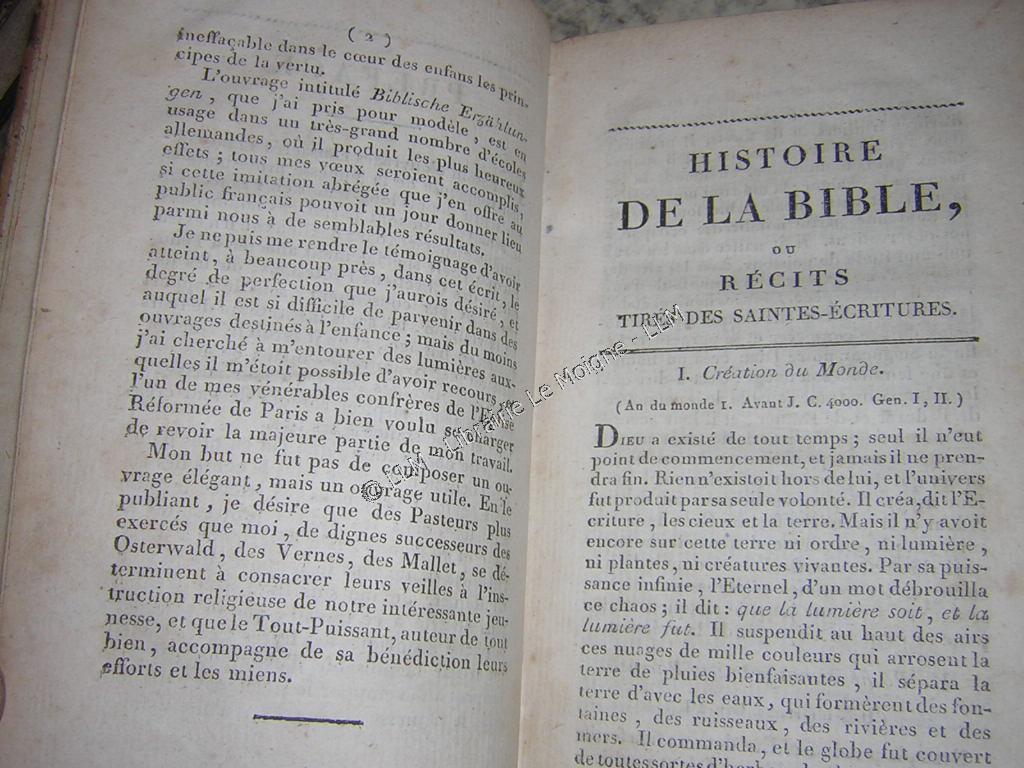 ( 2 )
ineffaçable dans le cœur des enfans les prin-
cipes de la vertu.
L'ouvrage intitulé Biblische Erzählun-
gen, que j'ai pris pour modèle, est en
usage dans un très-grand nombre d'écoles
allemandes, où il produit les plus heureux
effets ; tous mes vœux seroient accomplis,
si cette imitation abrégée que j'en offre au
public français pouvoit un jour donner lieu
parmi nous à de semblables résultats.
Je ne puis me rendre le témoignage d'avoir
atteint, à beaucoup près, dans cet écrit, le
degré de perfection que j'aurois désiré, et
auquel il est si difficile de parvenir dans des
ouvrages destinés à l'enfance ; mais du moins
j'ai cherché à m'entourer des lumières aux-
quelles il m'étoit possible d'avoir recours, et
l'un de mes vénérables confrères de l'Eglise
Réformée de Paris a bien voulu se charger
de revoir la majeure partie de mon travail.
Mon but ne fut pas de composer un ou-
vrage élégant, mais un ouvrage utile. En le
publiant, je désire que des Pasteurs plus
exercés que moi, de dignes successeurs des
Osterwald, des Vernes, des Mallet, se dé-
terminent à consacrer leurs veilles à l'ins-
truction religieuse de notre intéressante jeu-
nesse, et que le Tout-Puissant, auteur de tout
bien, accompagne de sa bénédiction leurs
efforts et les miens.
HISTOIRE
DE LA BIBLE,
OU
RÉCITS
TIRÉS DES SAINTES-ÉCRITURES.
I. Création du Monde.
(An du monde 1. Avant J. C. 4000. Gen. I, II.)
DIEU a existé de tout temps ; seul il n'eut
point de commencement, et jamais il ne pren-
dra fin. Rien n'existoit hors de lui, et l'univers
fut produit par sa seule volonté. Il créa, dit l'E-
criture, les cieux et la terre. Mais il n'y avoit
encore sur cette terre ni ordre, ni lumière,
ni plantes, ni créatures vivantes. Par sa puis-
sance infinie, l'Eternel, d'un mot débrouilla
ce chaos ; il dit : que la lumière soit, et la
lumière fut. Il suspendit au haut des airs
ces nuages de mille couleurs qui arrosent la
terre de pluies bienfaisantes, il sépara la
terre d'avec les eaux, qui formèrent des fon-
taines, des ruisseaux, des rivières et des
mers. Il commanda, et le globe fut couvert
de toutes sortes d'herbes
© LLM - Librairie Le Moigne - LLM